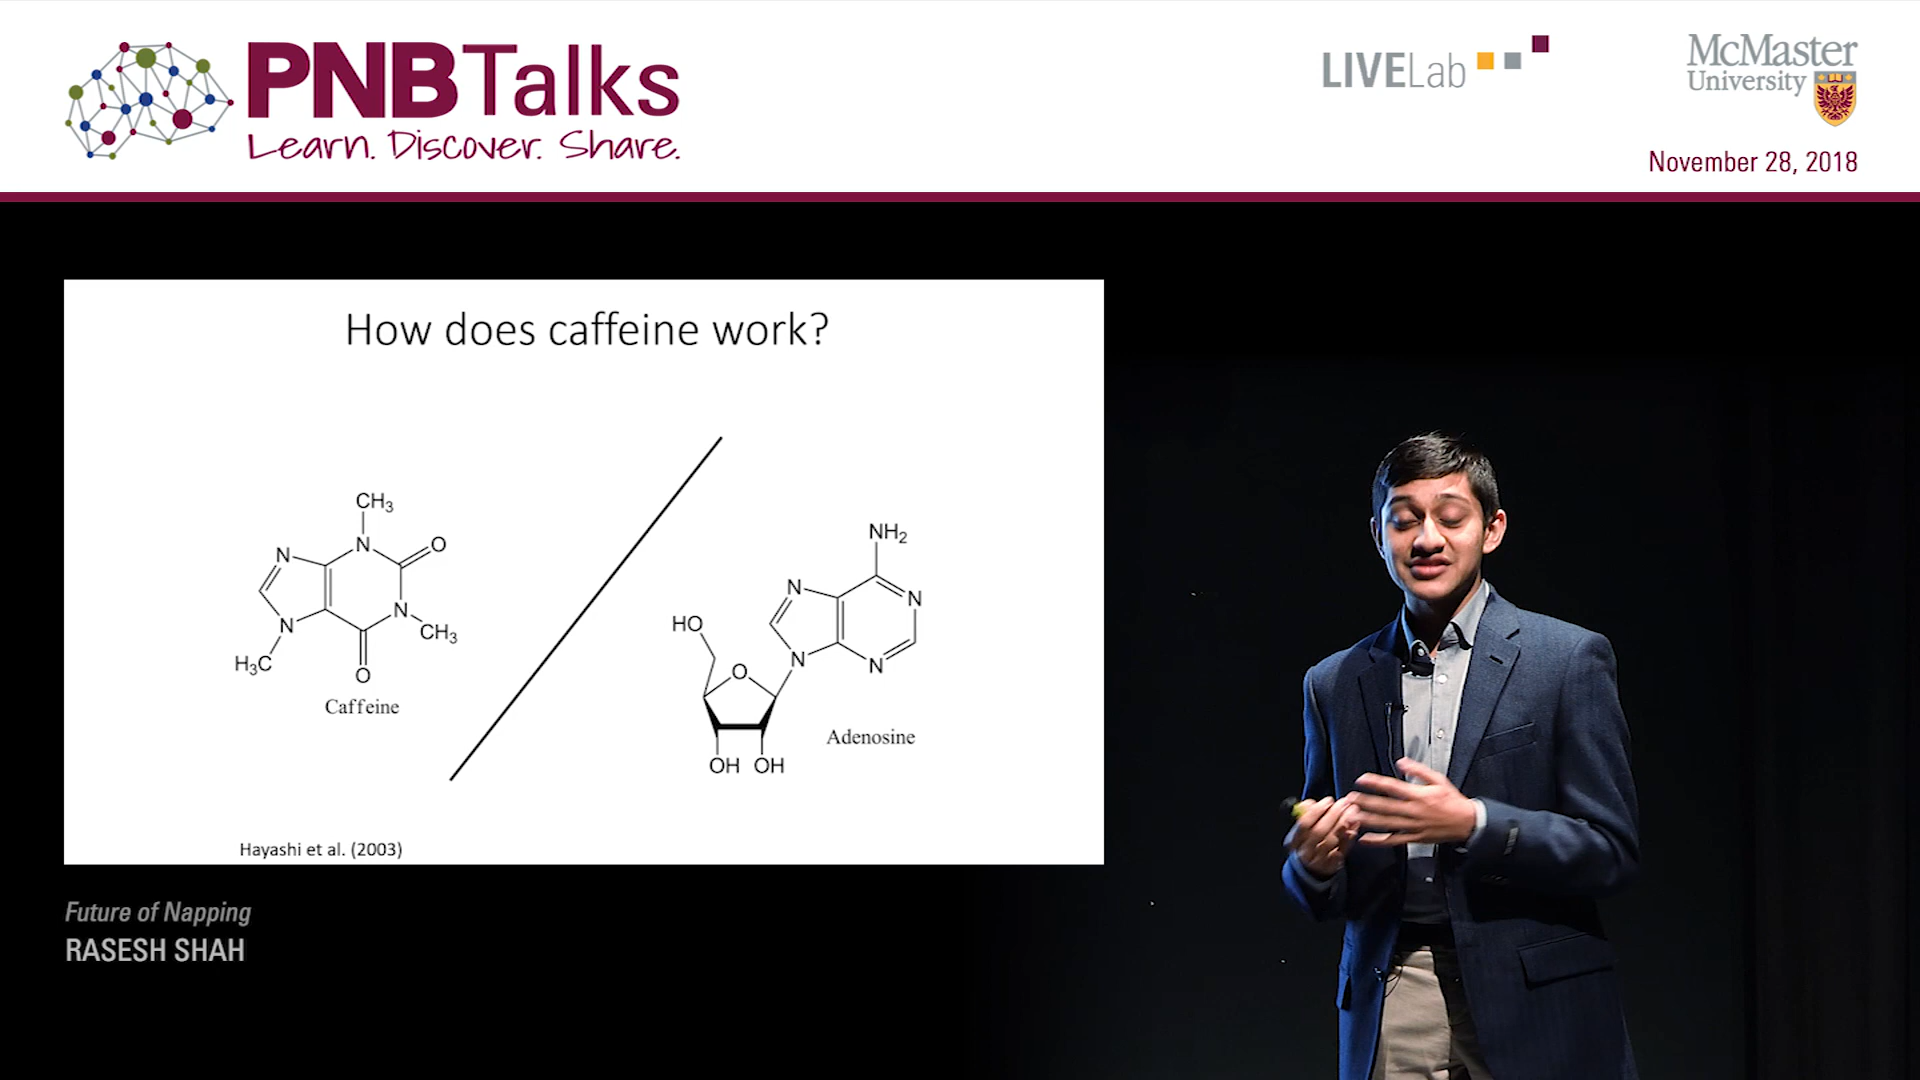 PNBTalks
Learn. Discover. Share.
LIVELab
McMaster
University
November 28, 2018
How does caffeine work?
CH3
N
N
O
N
N
CH3
H3C
O
Caffeine
NH2
N
N
HO
N
N
O
OH OH
Adenosine
Hayashi et al. (2003)
Future of Napping
RASESH SHAH